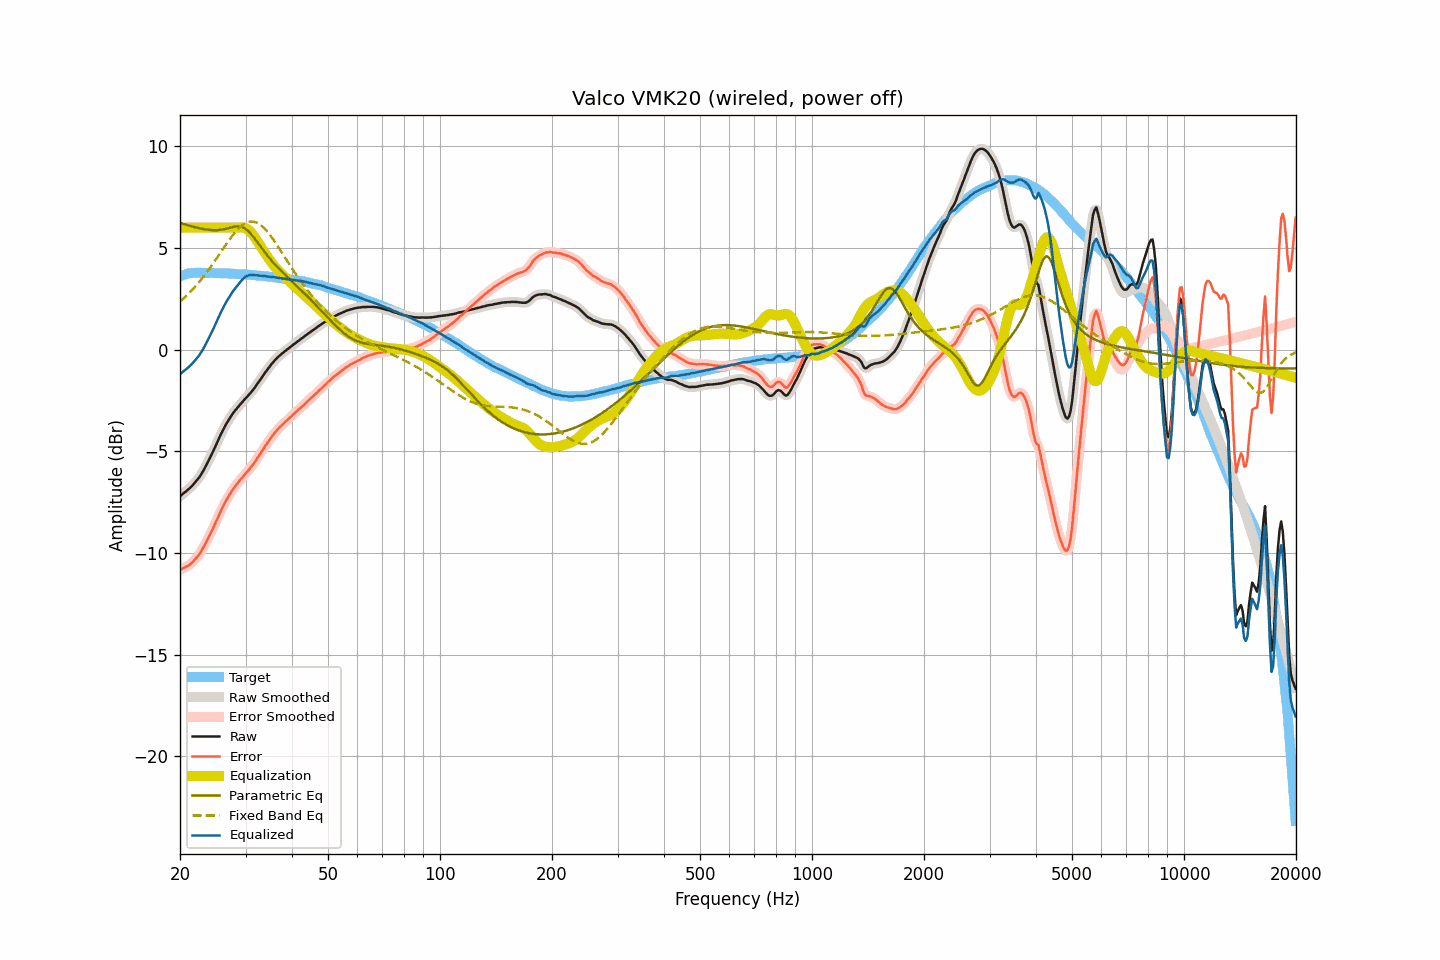 Valco VMK20 (wireled, power off)
10
5
0
−5
−10
−15
−20
Amplitude (dBr)
Target
Raw Smoothed
Error Smoothed
Raw
Error
Equalization
Parametric Eq
Fixed Band Eq
Equalized
20 50 100 200 500 1000 2000 5000 10000 20000
Frequency (Hz)